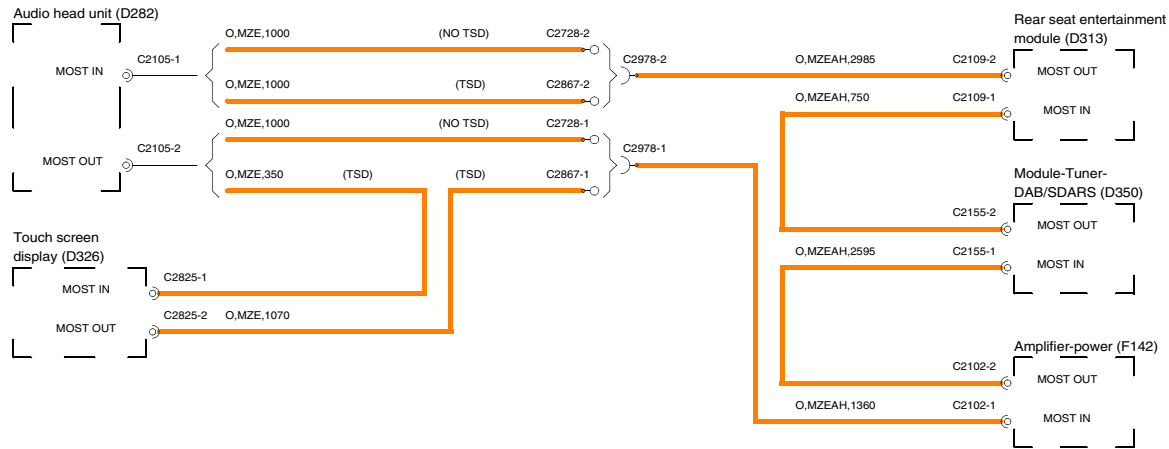 Audio head unit (D282)
MOST IN
C2105-1
O,MZE,1000
(NO TSD)
C2728-2
O,MZE,1000
(TSD)
C2867-2
C2978-2
MOST OUT
C2105-2
O,MZE,1000
(NO TSD)
C2728-1
O,MZE,350
(TSD)
(TSD)
C2867-1
C2978-1
Touch screen
display (D326)
MOST IN
C2825-1
MOST OUT
C2825-2
O,MZE,1070
Rear seat entertainment
module (D313)
O,MZEAH,2985
C2109-2
MOST OUT
O,MZEAH,750
C2109-1
MOST IN
Module-Tuner-
DAB/SDARS (D350)
C2155-2
MOST OUT
O,MZEAH,2595
C2155-1
MOST IN
Amplifier-power (F142)
C2102-2
MOST OUT
O,MZEAH,1360
C2102-1
MOST IN